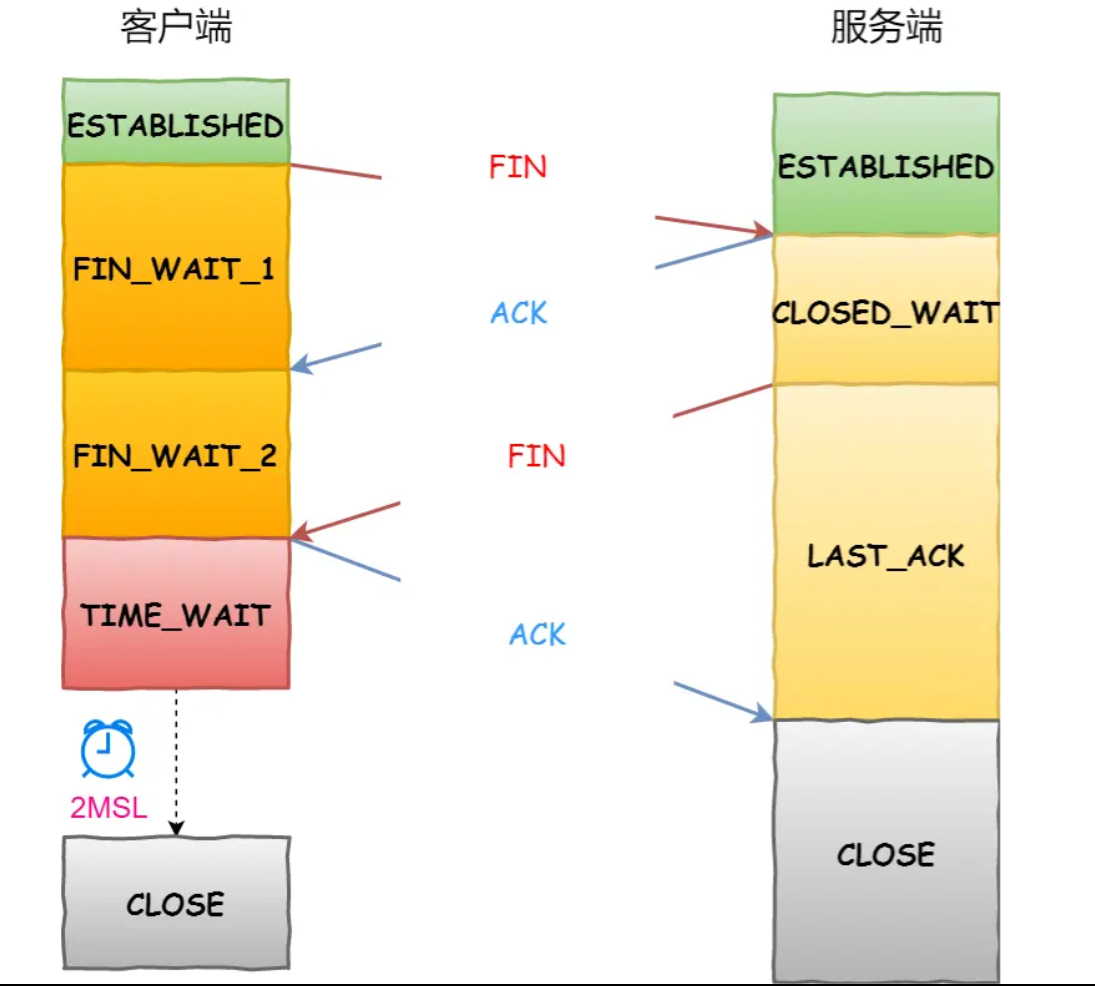 客户端
服务端
ESTABLISHED
FIN
ESTABLISHED
FIN_WAIT_1
ACK
CLOSED_WAIT
FIN_WAIT_2
FIN
LAST_ACK
TIME_WAIT
ACK
2MSL
CLOSE
CLOSE